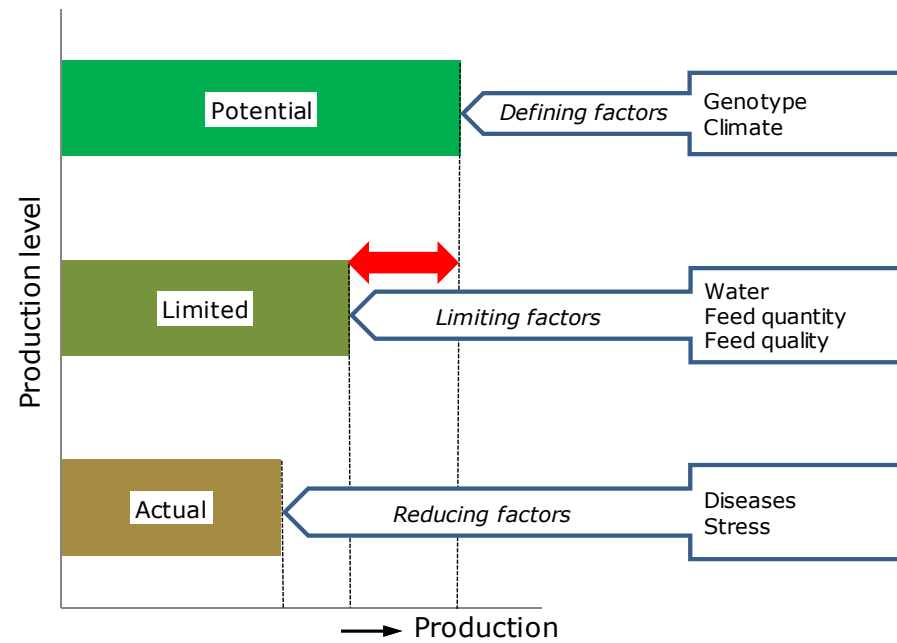 Potential
Defining factors
Genotype
Climate
Production level
Limited
Limiting factors
Water
Feed quantity
Feed quality
Actual
Reducing factors
Diseases
Stress
Production